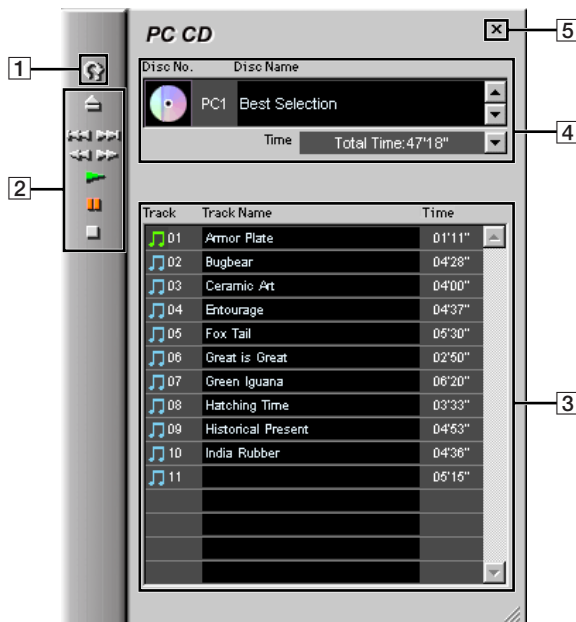 PC CD
5
1
Disc No. Disc Name
PC1 Best Selection
4
Time Total Time:47'18"
2
Track Track Name Time
01 Armor Plate 01'11"
02 Bugbear 04'28"
03 Ceramic Art 04'00"
04 Entourage 04'37"
05 Fox Tail 05'30"
06 Great is Great 02'50"
07 Green Iguana 06'20"
08 Hatching Time 03'33"
3
09 Historical Present 04'53"
10 India Rubber 04'36"
11 05'15"